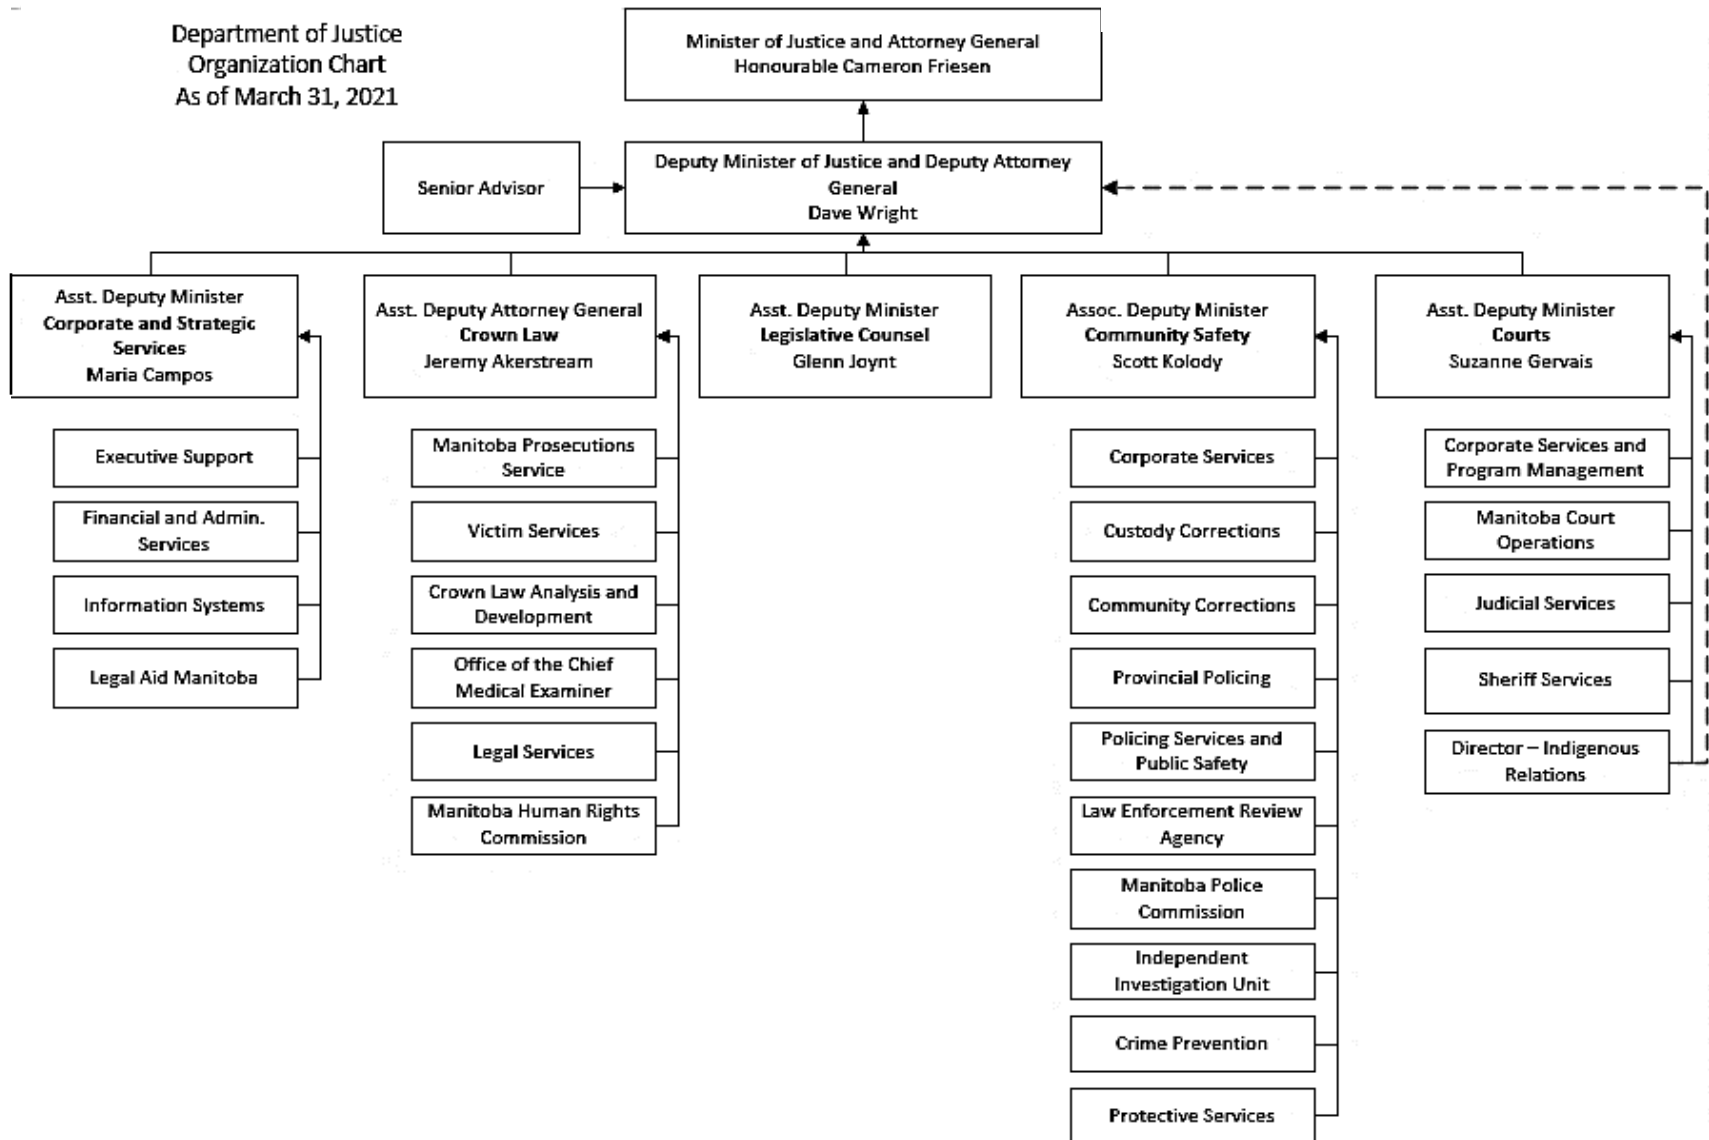 Department of Justice
Organization Chart
As of March 31, 2021
Minister of Justice and Attorney General
Honourable Cameron Friesen
Senior Advisor
Deputy Minister of Justice and Deputy Attorney
General
Dave Wright
Asst. Deputy Minister
Corporate and Strategic
Services
Maria Campos
Executive Support
Financial and Admin.
Services
Information Systems
Legal Aid Manitoba
Asst. Deputy Attorney General
Crown Law
Jeremy Akerstream
Manitoba Prosecutions
Service
Victim Services
Crown Law Analysis and
Development
Office of the Chief
Medical Examiner
Legal Services
Manitoba Human Rights
Commission
Asst. Deputy Minister
Legislative Counsel
Glenn Joynt
Assoc. Deputy Minister
Community Safety
Scott Kolody
Corporate Services
Custody Corrections
Community Corrections
Provincial Policing
Policing Services and
Public Safety
Law Enforcement Review
Agency
Manitoba Police
Commission
Independent
Investigation Unit
Crime Prevention
Protective Services
Asst. Deputy Minister
Courts
Suzanne Gervais
Corporate Services and
Program Management
Manitoba Court
Operations
Judicial Services
Sheriff Services
Director – Indigenous
Relations